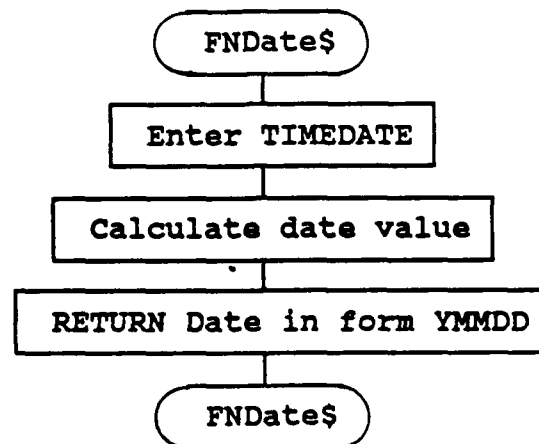 FNDate$
Enter TIMEDATE
Calculate date value
RETURN Date in form YMMDD
FNDate$